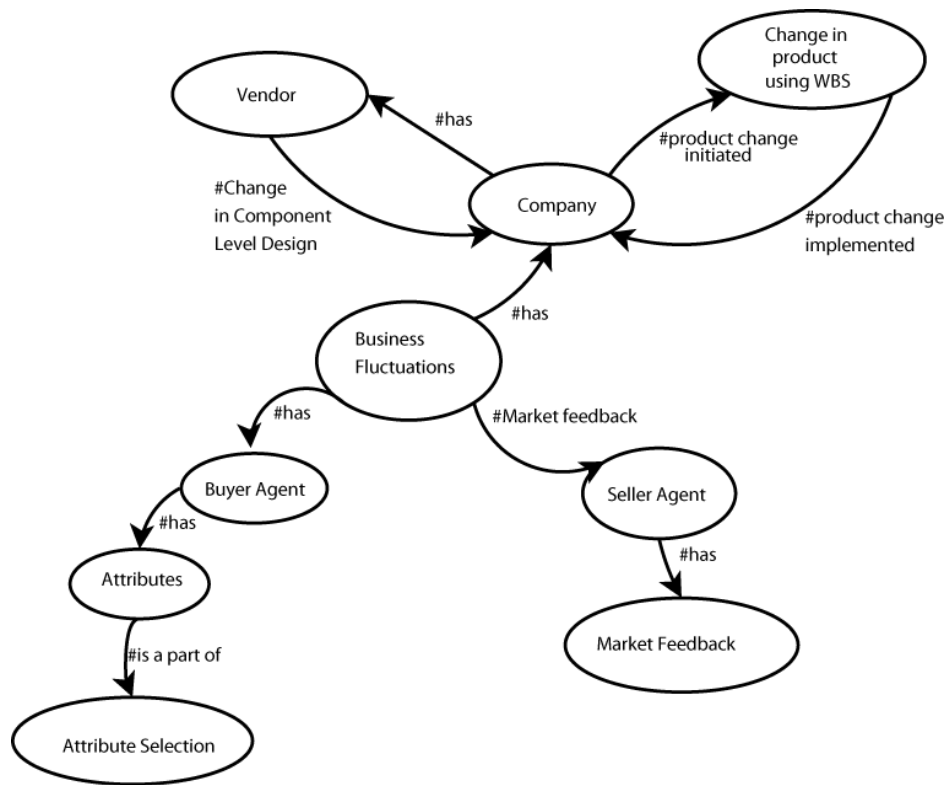 Change in
product
using WBS
Vendor
#has
#product change
initiated
#Change
in Component
Level Design
Company
#product change
implemented
#has
Business
Fluctuations
#has
#Market feedback
Buyer Agent
Seller Agent
#has
#has
Attributes
Market Feedback
#is a part of
Attribute Selection